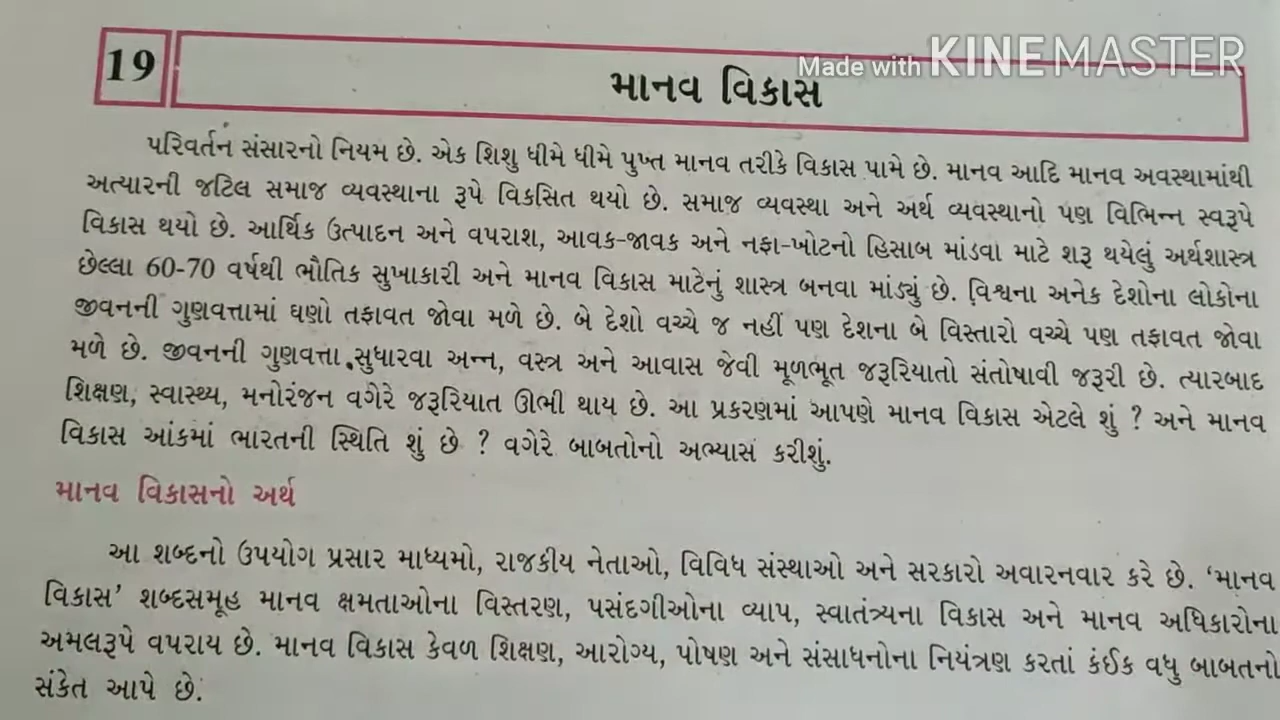 19
માનવ વિકાસ
Made with KINEMASTER
પરિવર્તન સંસારનો નિયમ છે. એક શિશુ ધીમે ધીમે પુખ્ત માનવ તરીકે વિકાસ પામે છે. માનવ આદિ માનવ અવસ્થામાંથી
અત્યારની જટિલ સમાજ વ્યવસ્થાના રૂપે વિકસિત થયો છે. સમાજ વ્યવસ્થા અને અર્થ વ્યવસ્થાનો પણ વિભિન્ન સ્વરૂપે
વિકાસ થયો છે. આર્થિક ઉત્પાદન અને વપરાશ, આવક-જાવક અને નફા-ખોટનો હિસાબ માંડવા માટે શરૂ થયેલું અર્થશાસ્ત્ર
છેલ્લા 60-70 વર્ષથી ભૌતિક સુખાકારી અને માનવ વિકાસ માટેનું શાસ્ત્ર બનવા માંડ્યું છે. વિશ્વના અનેક દેશોના લોકોના
જીવનની ગુણવત્તામાં ઘણો તફાવત જોવા મળે છે. બે દેશો વચ્ચે જ નહીં પણ દેશના બે વિસ્તારો વચ્ચે પણ તફાવત જોવા
મળે છે. જીવનની ગુણવત્તા સુધારવા અન્ન, વસ્ત્ર અને આવાસ જેવી મૂળભૂત જરૂરિયાતો સંતોષાવી જરૂરી છે. ત્યારબાદ
શિક્ષણ, સ્વાસ્થ્ય, મનોરંજન વગેરે જરૂરિયાત ઊભી થાય છે. આ પ્રકરણમાં આપણે માનવ વિકાસ એટલે શું ? અને માનવ
વિકાસ આંકમાં ભારતની સ્થિતિ શું છે ? વગેરે બાબતોનો અભ્યાસ કરીશું.
માનવ વિકાસનો અર્થ
આ શબ્દનો ઉપયોગ પ્રસાર માધ્યમો, રાજકીય નેતાઓ, વિવિધ સંસ્થાઓ અને સરકારો અવારનવાર કરે છે. ‘માનવ
વિકાસ’ શબ્દસમૂહ માનવ ક્ષમતાઓના વિસ્તરણ, પસંદગીઓના વ્યાપ, સ્વાતંત્ર્યના વિકાસ અને માનવ અધિકારોના
અમલરૂપે વપરાય છે. માનવ વિકાસ કેવળ શિક્ષણ, આરોગ્ય, પોષણ અને સંસાધનોના નિયંત્રણ કરતાં કંઈક વધુ બાબતનો
સંકેત આપે છે.